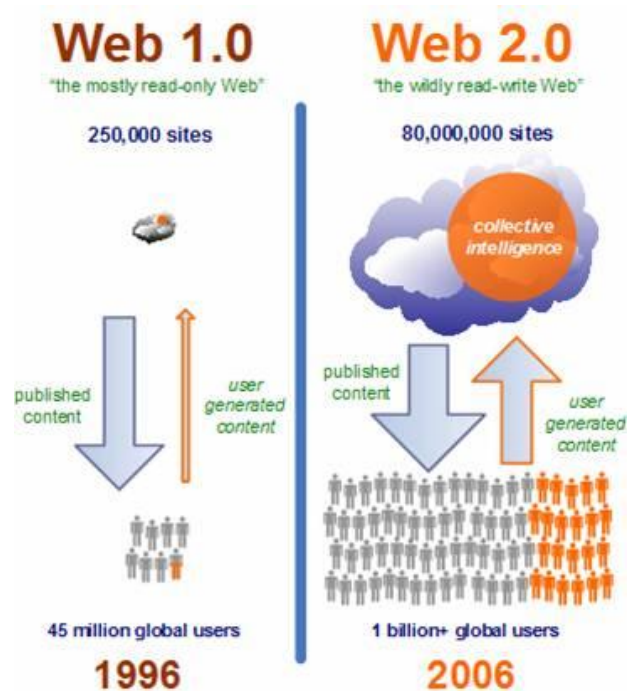 Web 1.0
"the mostly read-only Web"
250,000 sites
published
content
user
generated
content
45 million global users
1996
Web 2.0
"the wildly read-write Web"
80,000,000 sites
collective
intelligence
published
content
user
generated
content
1 billion+ global users
2006